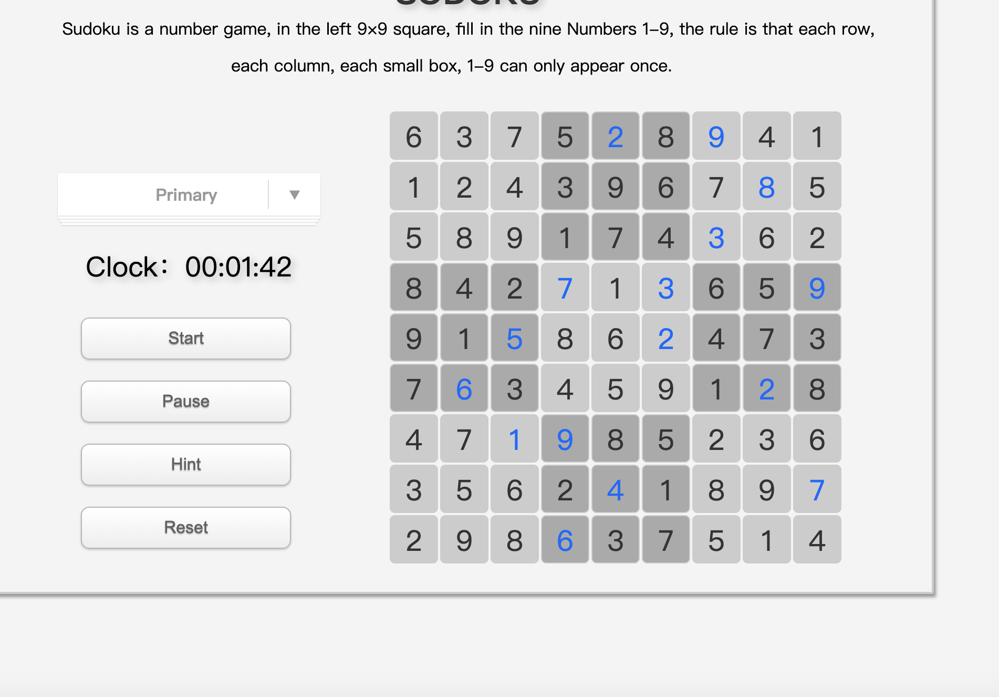 SUDOKU
Sudoku is a number game, in the left 9×9 square, fill in the nine Numbers 1–9, the rule is that each row,
each column, each small box, 1–9 can only appear once.
Primary ▼
Clock: 00:01:42
Start
Pause
Hint
Reset
6 3 7 5 2 8 9 4 1
1 2 4 3 9 6 7 8 5
5 8 9 1 7 4 3 6 2
8 4 2 7 1 3 6 5 9
9 1 5 8 6 2 4 7 3
7 6 3 4 5 9 1 2 8
4 7 1 9 8 5 2 3 6
3 5 6 2 4 1 8 9 7
2 9 8 6 3 7 5 1 4